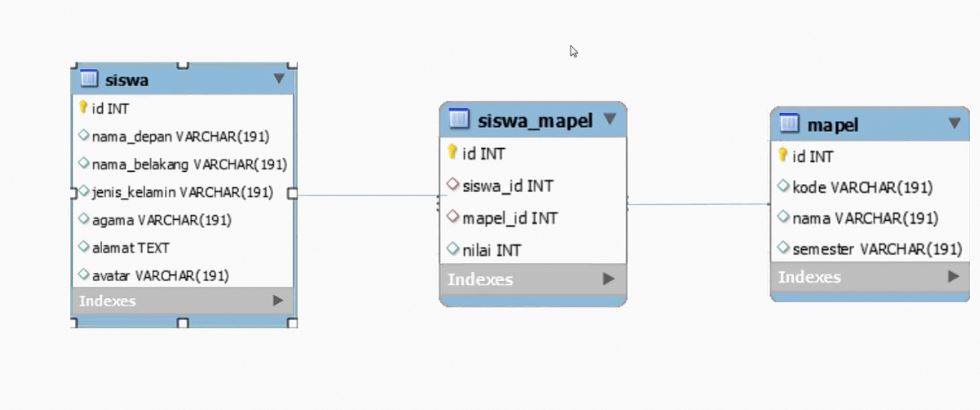 siswa
id INT
nama_depan VARCHAR(191)
nama_belakang VARCHAR(191)
jenis_kelamin VARCHAR(191)
agama VARCHAR(191)
alamat TEXT
avatar VARCHAR(191)
Indexes
siswa_mapel
id INT
siswa_id INT
mapel_id INT
nilai INT
Indexes
mapel
id INT
kode VARCHAR(191)
nama VARCHAR(191)
semester VARCHAR(191)
Indexes